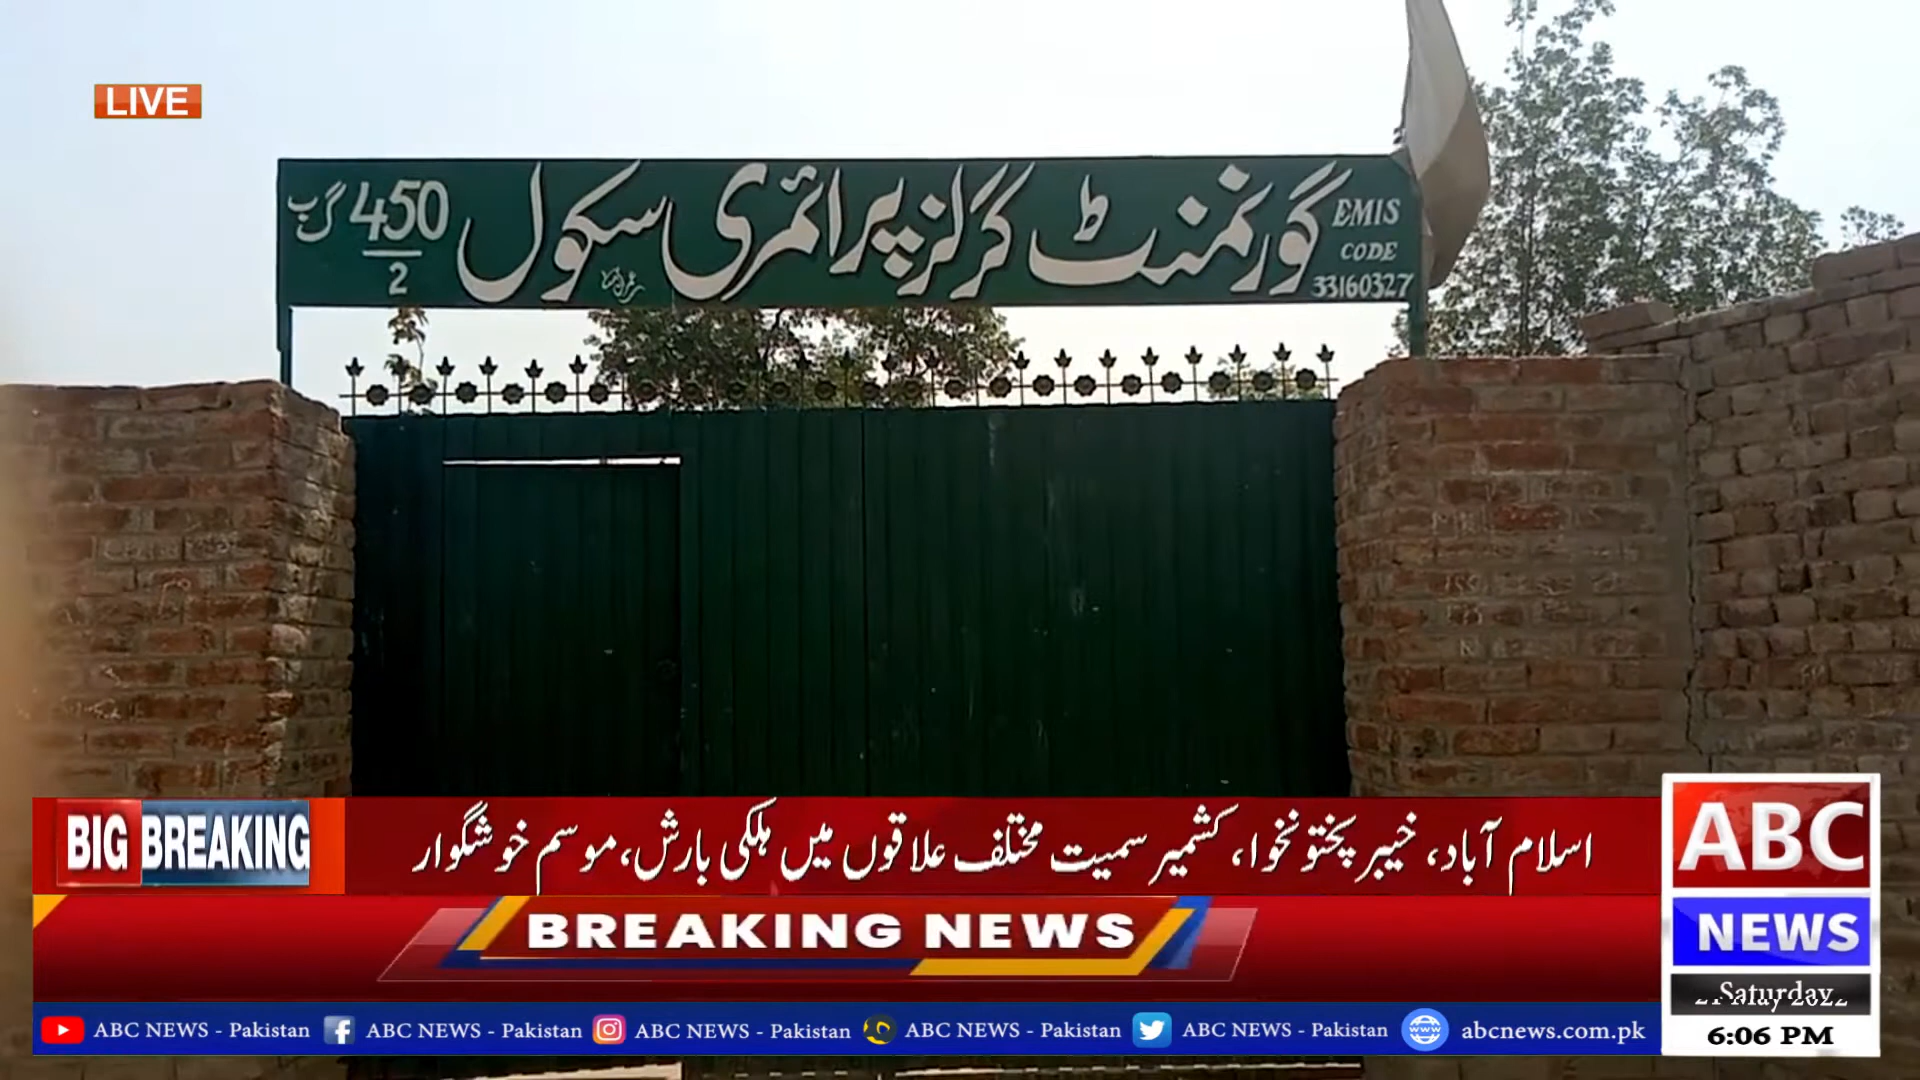 LIVE
گورنمنٹ گرلز پرائمری سکول 450/2 گ ب
EMIS
CODE
33160327
BIG BREAKING
اسلام آباد، خیبر پختونخوا، کشمیر سمیت مختلف علاقوں میں ہلکی بارش، موسم خوشگوار
BREAKING NEWS
ABC
NEWS
Saturday
6:06 PM
ABC NEWS - Pakistan ABC NEWS - Pakistan ABC NEWS - Pakistan ABC NEWS - Pakistan ABC NEWS - Pakistan abcnews.com.pk